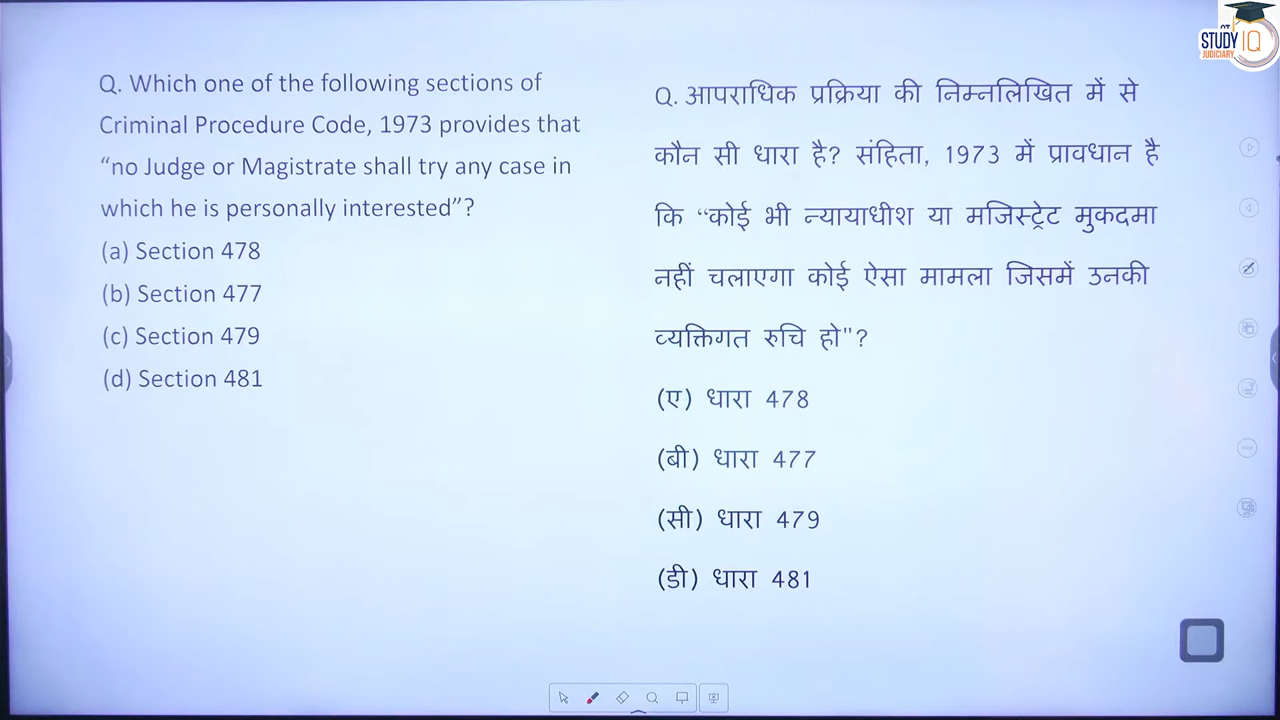 Q. Which one of the following sections of
Criminal Procedure Code, 1973 provides that
“no Judge or Magistrate shall try any case in
which he is personally interested”?
(a) Section 478
(b) Section 477
(c) Section 479
(d) Section 481
Q. आपराधिक प्रक्रिया की निम्नलिखित में से
कौन सी धारा है? संहिता, 1973 में प्रावधान है
कि “कोई भी न्यायाधीश या मजिस्ट्रेट मुकदमा
नहीं चलाएगा कोई ऐसा मामला जिसमें उनकी
व्यक्तिगत रुचि हो"?
(ए) धारा 478
(बी) धारा 477
(सी) धारा 479
(डी) धारा 481
STUDY IQ
JUDICIARY